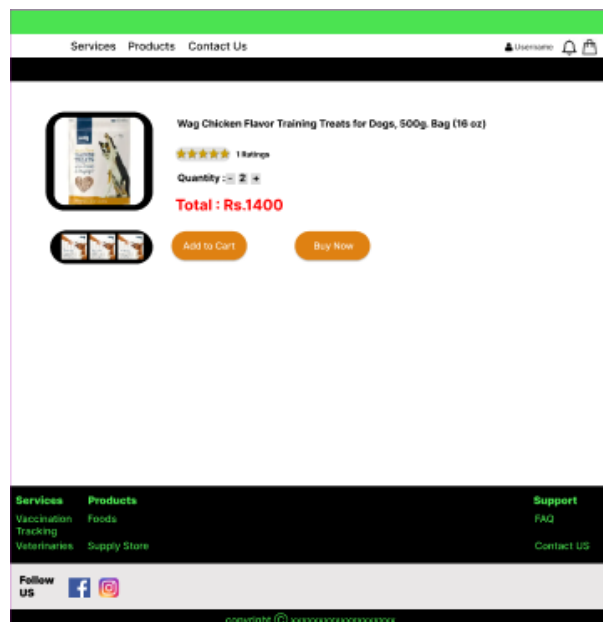 Services Products Contact Us
Username
Wag Chicken Flavor Training Treats for Dogs, 500g. Bag (16 oz)
1 Ratings
Quantity : - 2 +
Total : Rs.1400
Add to Cart
Buy Now
Services Products Support
Vaccination Foods FAQ
Tracking
Veterinaries Supply Store Contact US
Follow
US
copyright ©